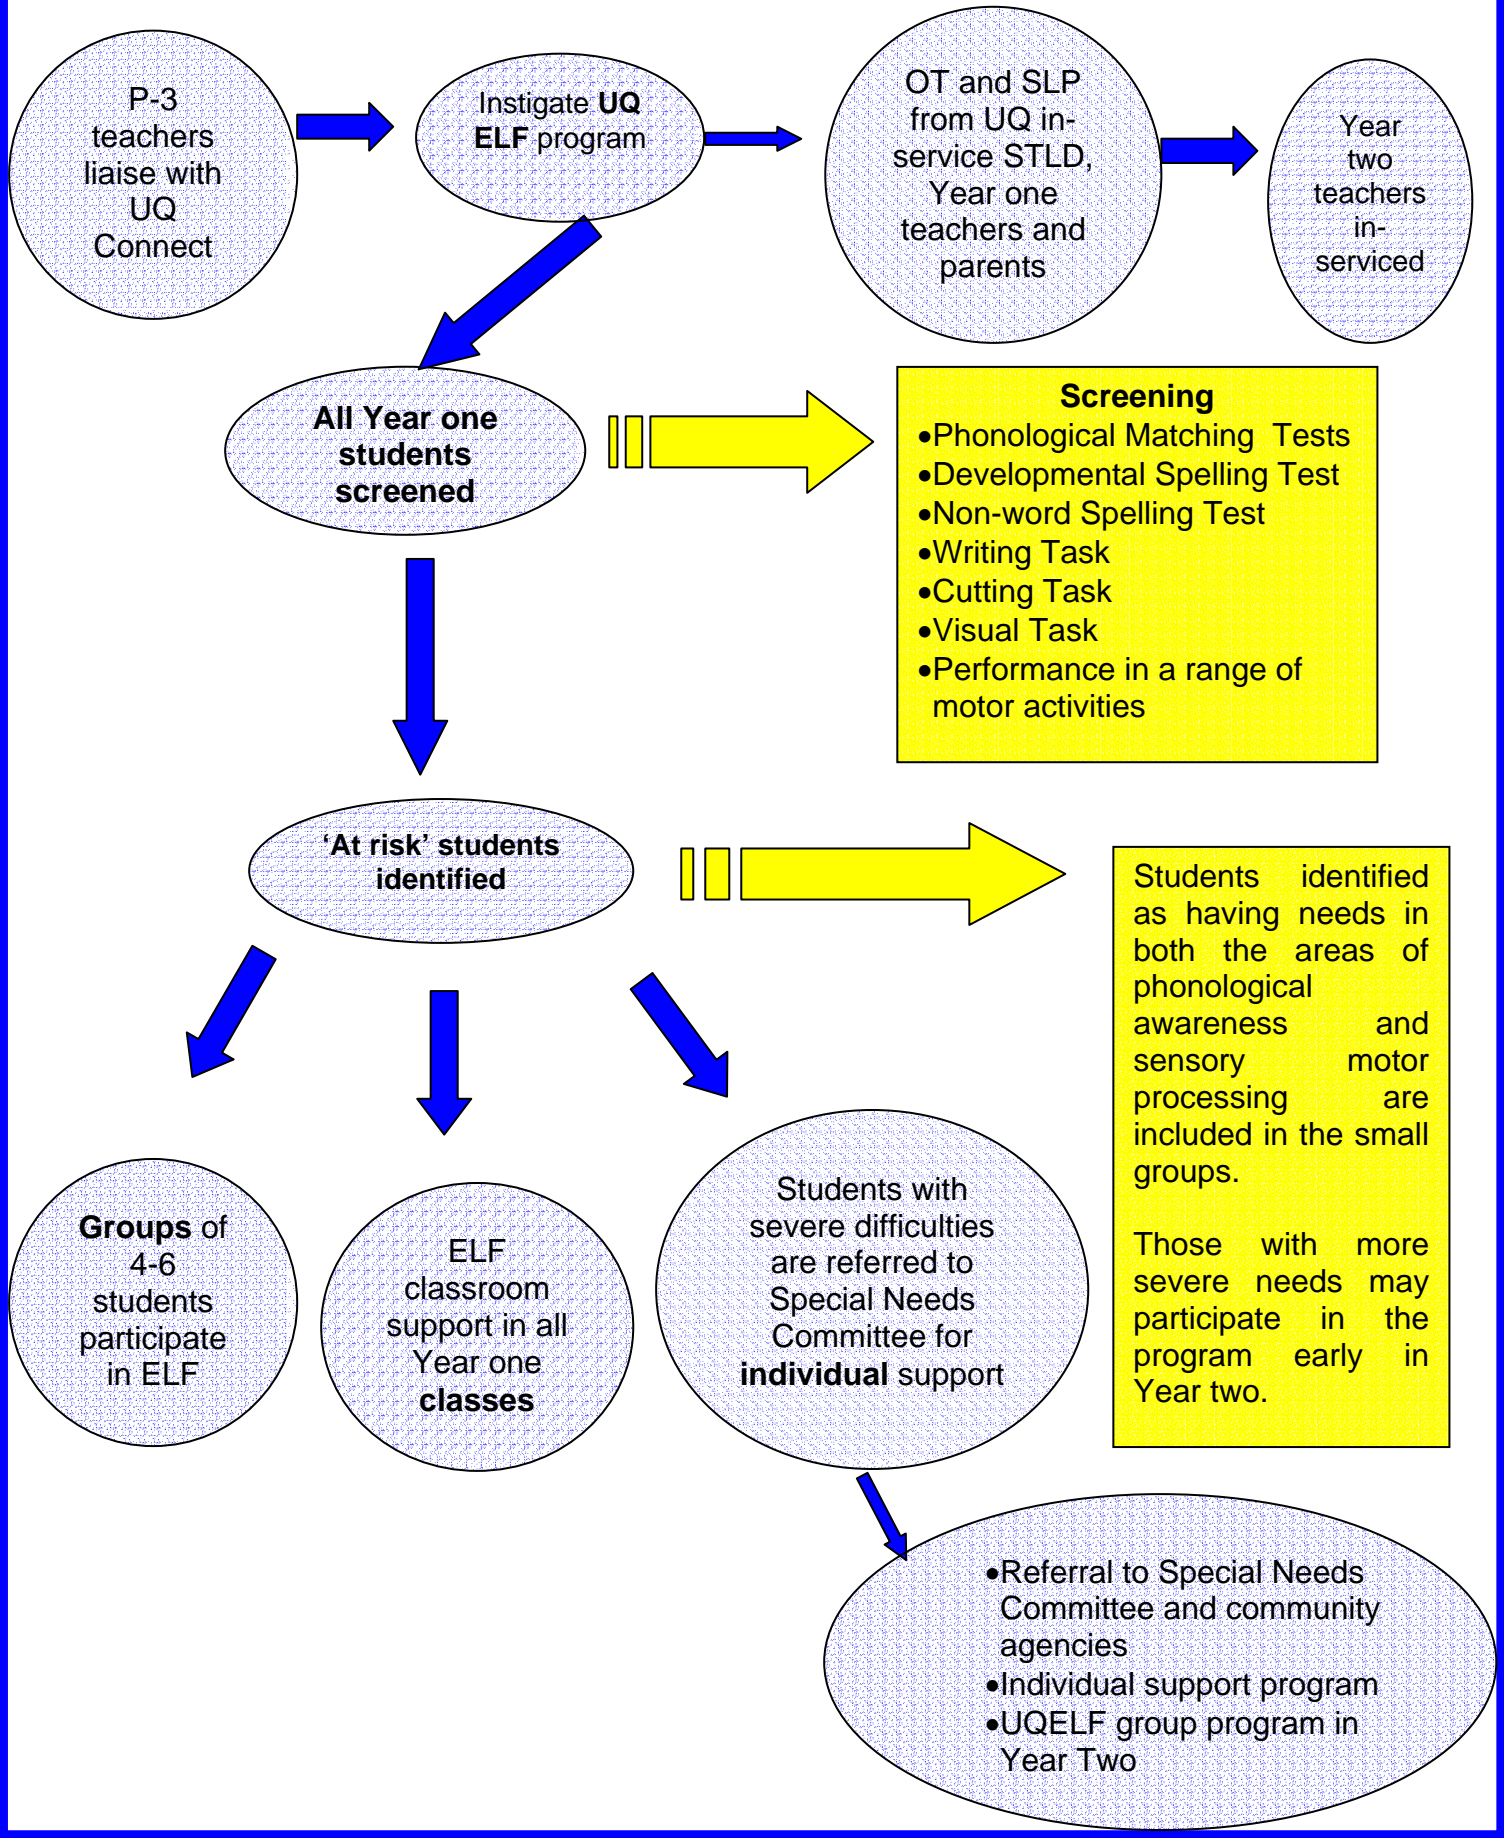 P-3
teachers
liaise with
UQ
Connect
Instigate UQ
ELF program
OT and SLP
from UQ in-
service STLD,
Year one
teachers and
parents
Year
two
teachers
in-
serviced
All Year one
students
screened
Screening
•Phonological Matching Tests
•Developmental Spelling Test
•Non-word Spelling Test
•Writing Task
•Cutting Task
•Visual Task
•Performance in a range of
motor activities
‘At risk’ students
identified
Students identified
as having needs in
both the areas of
phonological
awareness and
sensory motor
processing are
included in the small
groups.
Those with more
severe needs may
participate in the
program early in
Year two.
Groups of
4-6
students
participate
in ELF
ELF
classroom
support in all
Year one
classes
Students with
severe difficulties
are referred to
Special Needs
Committee for
individual support
•Referral to Special Needs
Committee and community
agencies
•Individual support program
•UQELF group program in
Year Two